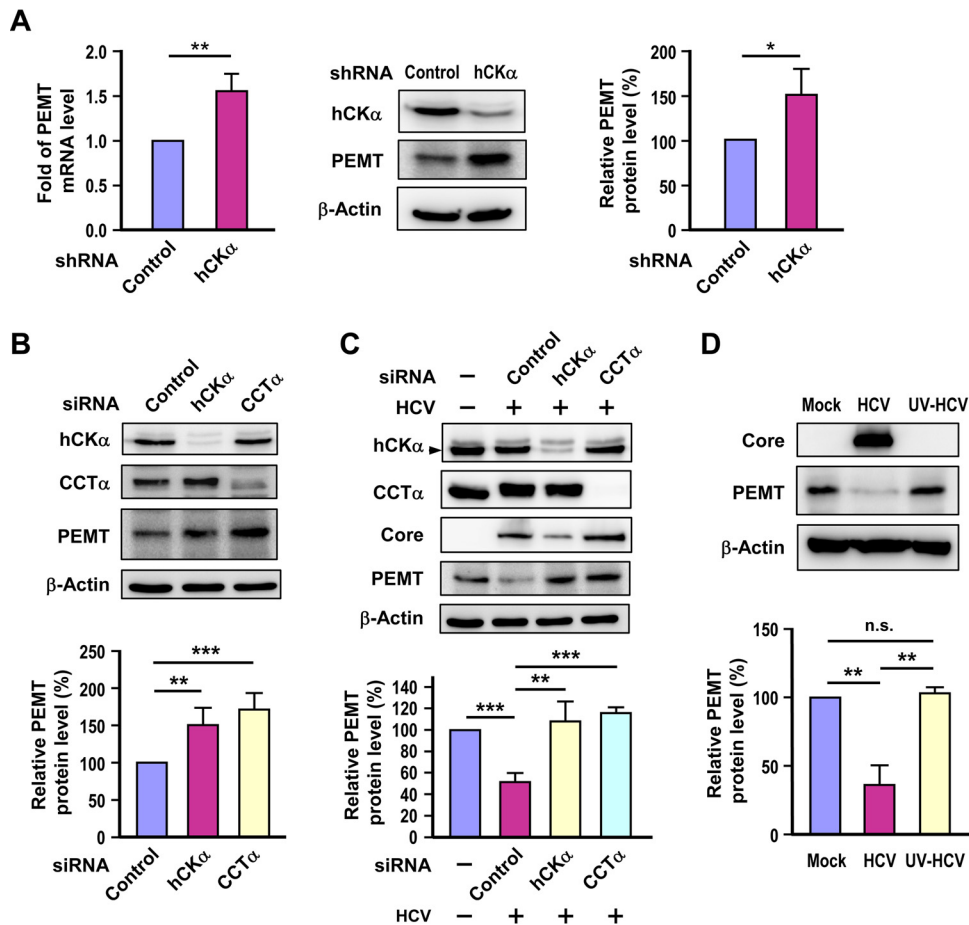 A
Fold of PEMT
mRNA level
2.0
1.5
1.0
0.5
0.0
**
shRNA
Control
hCKα
shRNA Control hCKα
hCKα
PEMT
β-Actin
Relative PEMT
protein level (%)
200
150
100
50
0
*
shRNA
Control
hCKα
B
siRNA Control hCKα CCTα
hCKα
CCTα
PEMT
β-Actin
Relative PEMT
protein level (%)
250
200
150
100
50
0
***
**
siRNA Control hCKα CCTα
C
siRNA – Control hCKα CCTα
HCV – + + +
hCKα
CCTα
Core
PEMT
β-Actin
Relative PEMT
protein level (%)
120
100
80
60
40
20
0
***
***
**
siRNA – Control hCKα CCTα
HCV – + + +
D
Mock HCV UV-HCV
Core
PEMT
β-Actin
Relative PEMT
protein level (%)
150
100
50
0
n.s.
**
**
Mock HCV UV-HCV